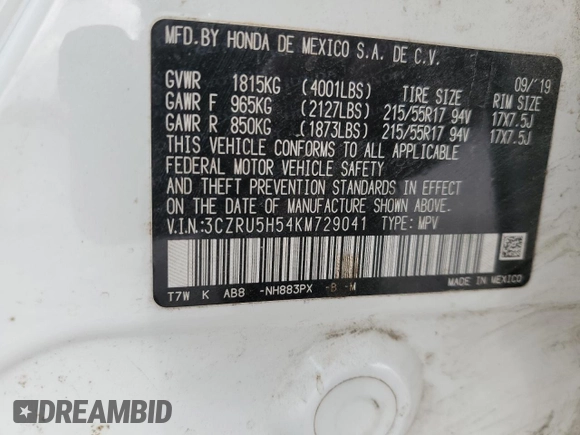 MFD.BY HONDA DE MEXICO S.A. DE C.V.
09/'19
GVWR 1815KG (4001LBS) TIRE SIZE RIM SIZE
GAWR F 965KG (2127LBS) 215/55R17 94V 17X7.5J
GAWR R 850KG (1873LBS) 215/55R17 94V 17X7.5J
THIS VEHICLE CONFORMS TO ALL APPLICABLE
FEDERAL MOTOR VEHICLE SAFETY
AND THEFT PREVENTION STANDARDS IN EFFECT
ON THE DATE OF MANUFACTURE SHOWN ABOVE.
V.I.N:3CZRU5H54KM729041 TYPE: MPV
T7W K AB8 -NH883PX -B -M
MADE IN MEXICO
DREAMBID